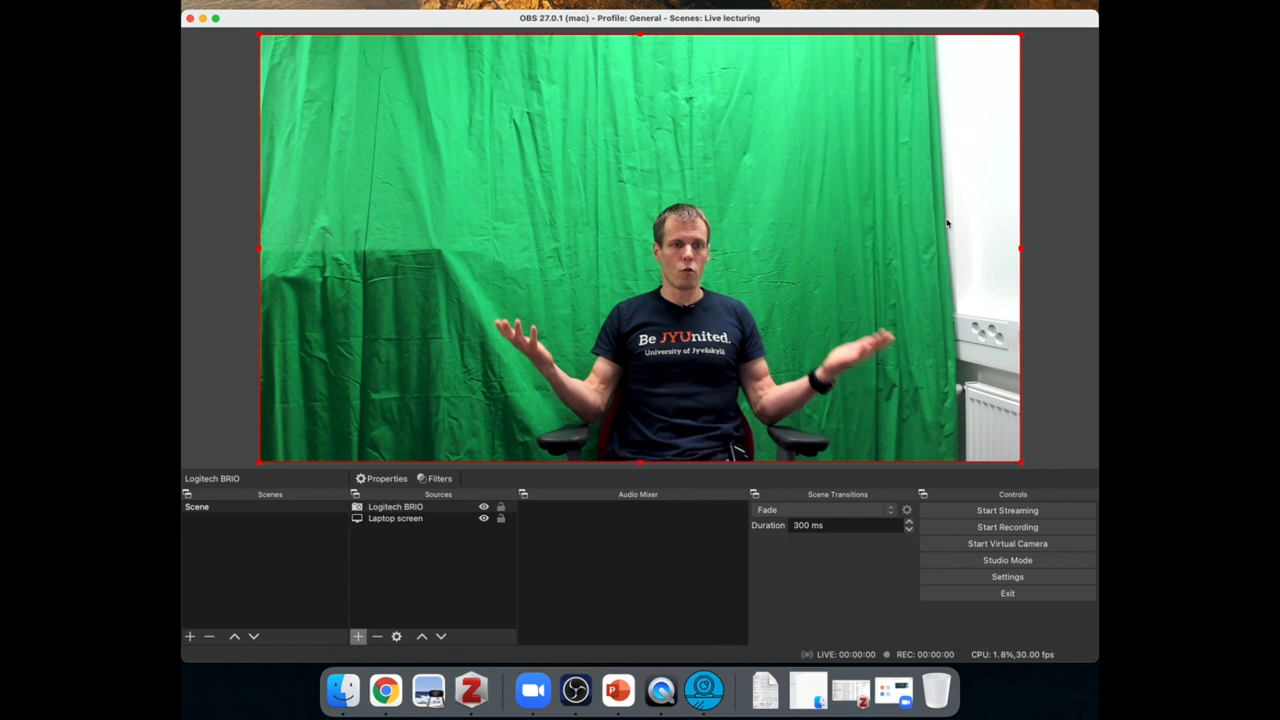 OBS 27.0.1 (mac) - Profile: General - Scenes: Live lecturing
Be JYUnited.
University of Jyväskylä
Logitech BRIO
Properties
Filters
Scenes
Sources
Audio Mixer
Scene Transitions
Controls
Scene
Logitech BRIO
Laptop screen
Fade
Duration 300 ms
Start Streaming
Start Recording
Start Virtual Camera
Studio Mode
Settings
Exit
LIVE: 00:00:00
REC: 00:00:00
CPU: 1.8%,30.00 fps
Z
P